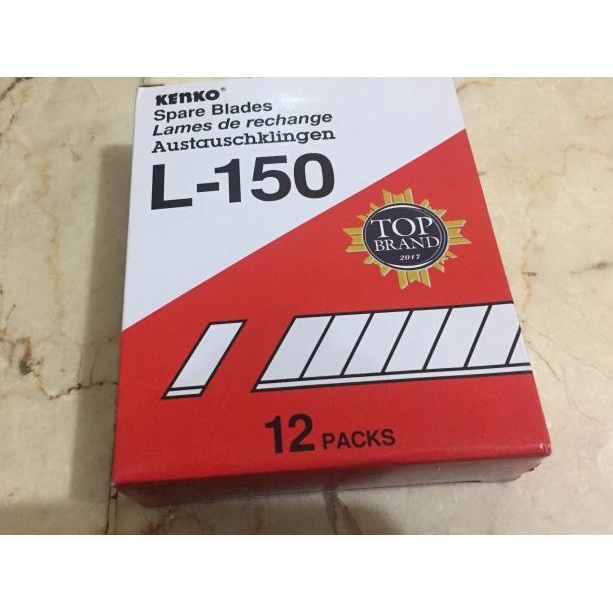 KENKO®
Spare Blades
Lames de rechange
Austauschklingen
L-150
TOP
BRAND
2017
12 PACKS